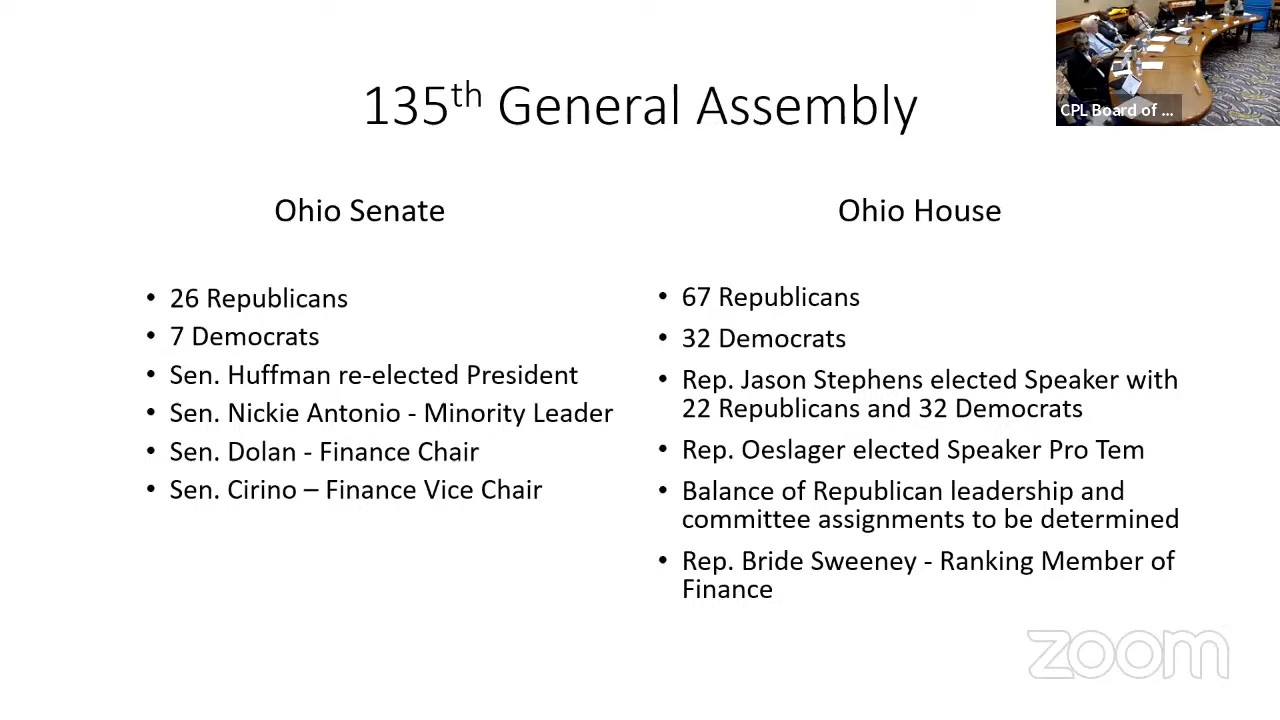 135th General Assembly
CPL Board of ...
Ohio Senate
• 26 Republicans
• 7 Democrats
• Sen. Huffman re-elected President
• Sen. Nickie Antonio - Minority Leader
• Sen. Dolan - Finance Chair
• Sen. Cirino – Finance Vice Chair
Ohio House
• 67 Republicans
• 32 Democrats
• Rep. Jason Stephens elected Speaker with
22 Republicans and 32 Democrats
• Rep. Oeslager elected Speaker Pro Tem
• Balance of Republican leadership and
committee assignments to be determined
• Rep. Bride Sweeney - Ranking Member of
Finance
zoom